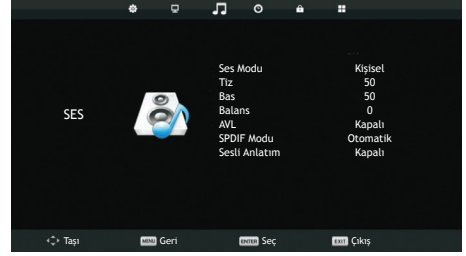 SES
Ses Modu Kişisel
Tiz 50
Bas 50
Balans 0
AVL Kapalı
SPDIF Modu Otomatik
Sesli Anlatım Kapalı
Taşı MENU Geri ENTER Seç EXIT Çıkış